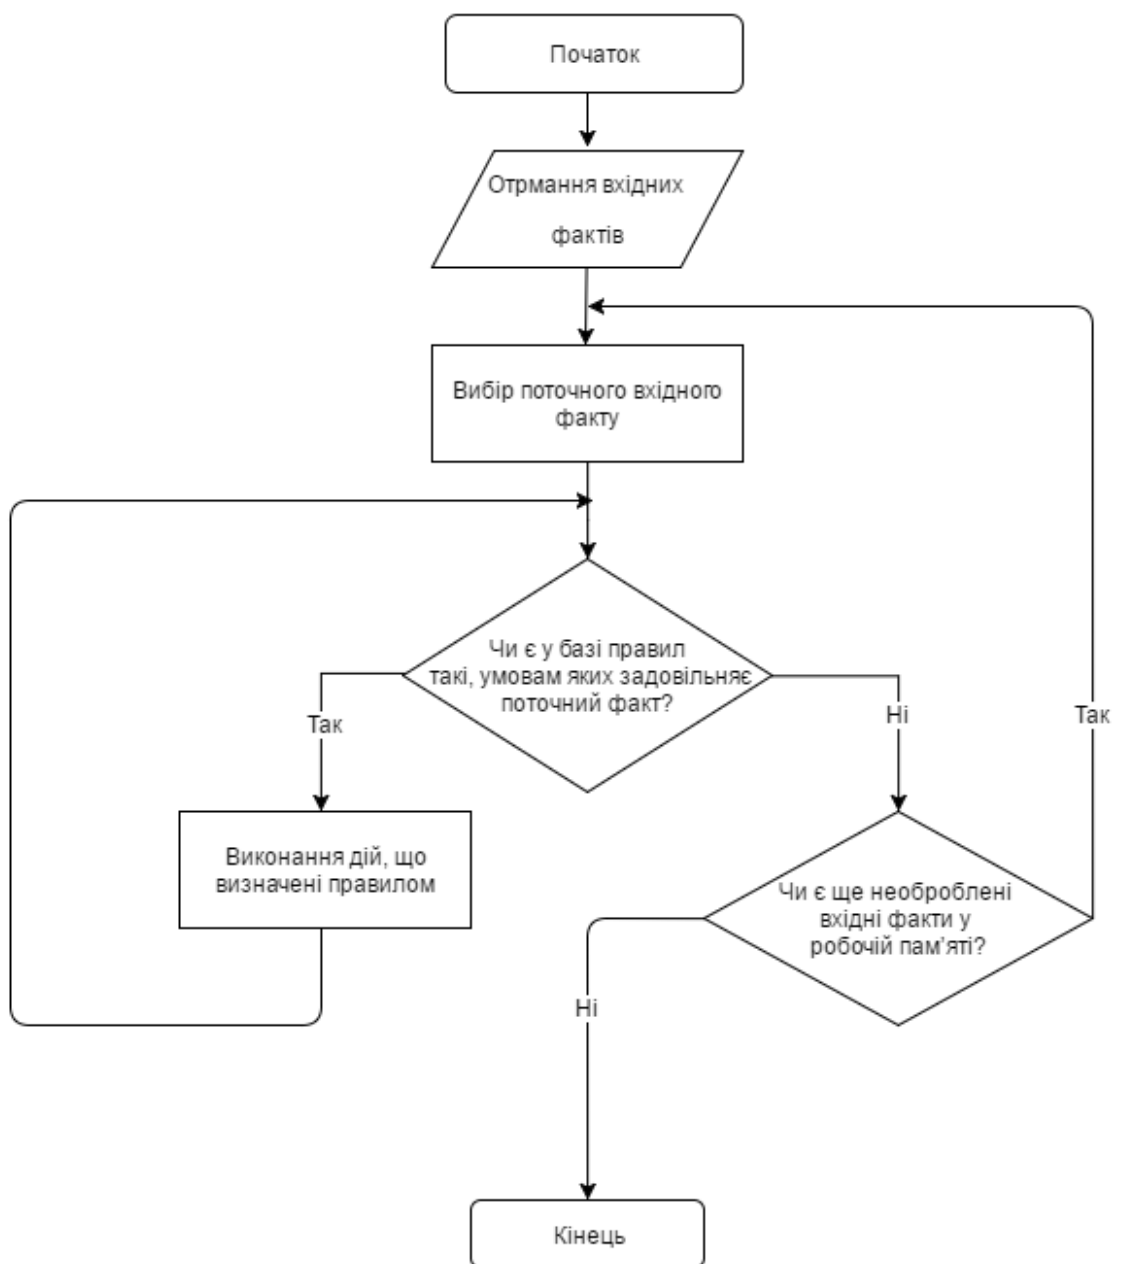 Початок
Отрмання вхідних
фактів
Вибір поточного вхідного
факту
Чи є у базі правил
такі, умовам яких задовільняє
поточний факт?
Так
Ні
Так
Виконання дій, що
визначені правилом
Чи є ще необроблені
вхідні факти у
робочій пам'яті?
Ні
Кінець